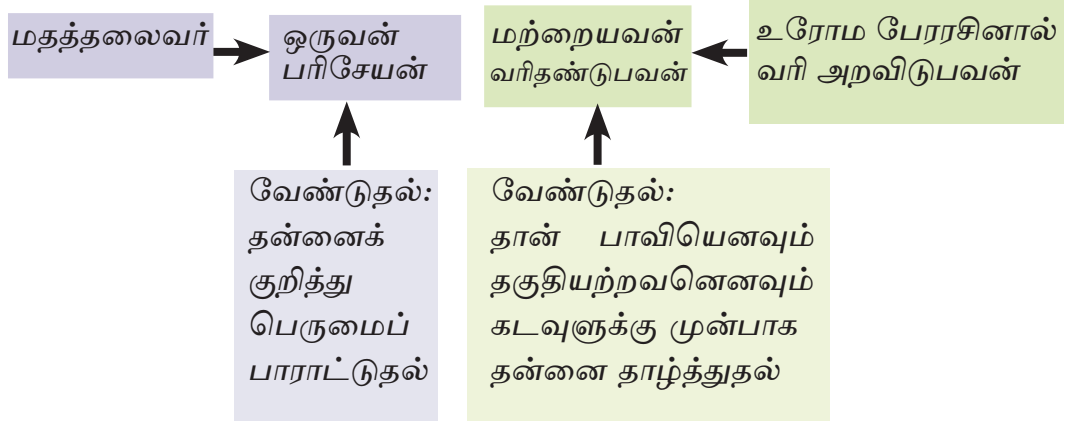 மதத்தலைவர்
ஒருவன்
பரிசேயன்
மற்றையவன்
வரிதண்டுபவன்
உரோம பேரரசினால்
வரி அறவிடுபவன்
வேண்டுதல்:
தன்னைக்
குறித்து
பெருமைப்
பாராட்டுதல்
வேண்டுதல்:
தான் பாவியெனவும்
தகுதியற்றவனெனவும்
கடவுளுக்கு முன்பாக
தன்னை தாழ்த்துதல்